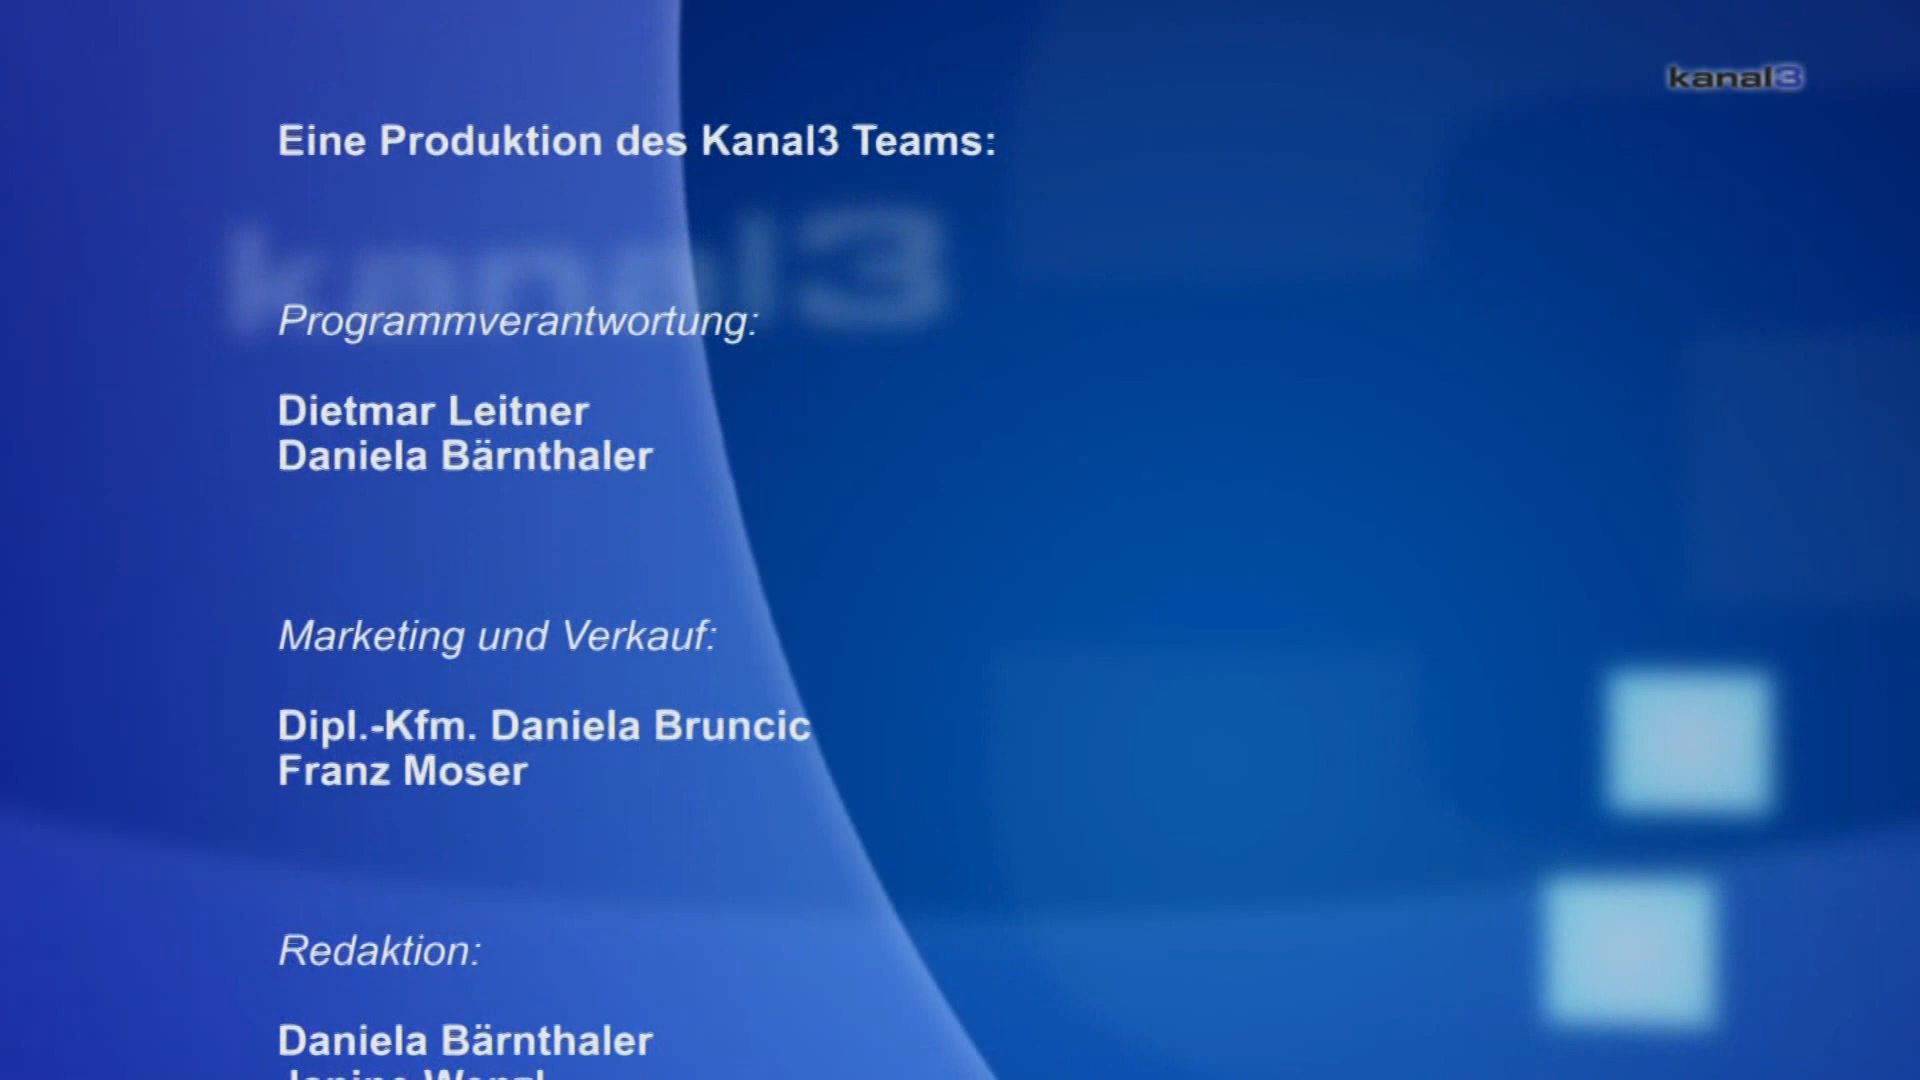 kanal3
Eine Produktion des Kanal3 Teams:
kanal3
Programmverantwortung:
Dietmar Leitner
Daniela Bärnthaler
Marketing und Verkauf:
Dipl.-Kfm. Daniela Bruncic
Franz Moser
Redaktion:
Daniela Bärnthaler